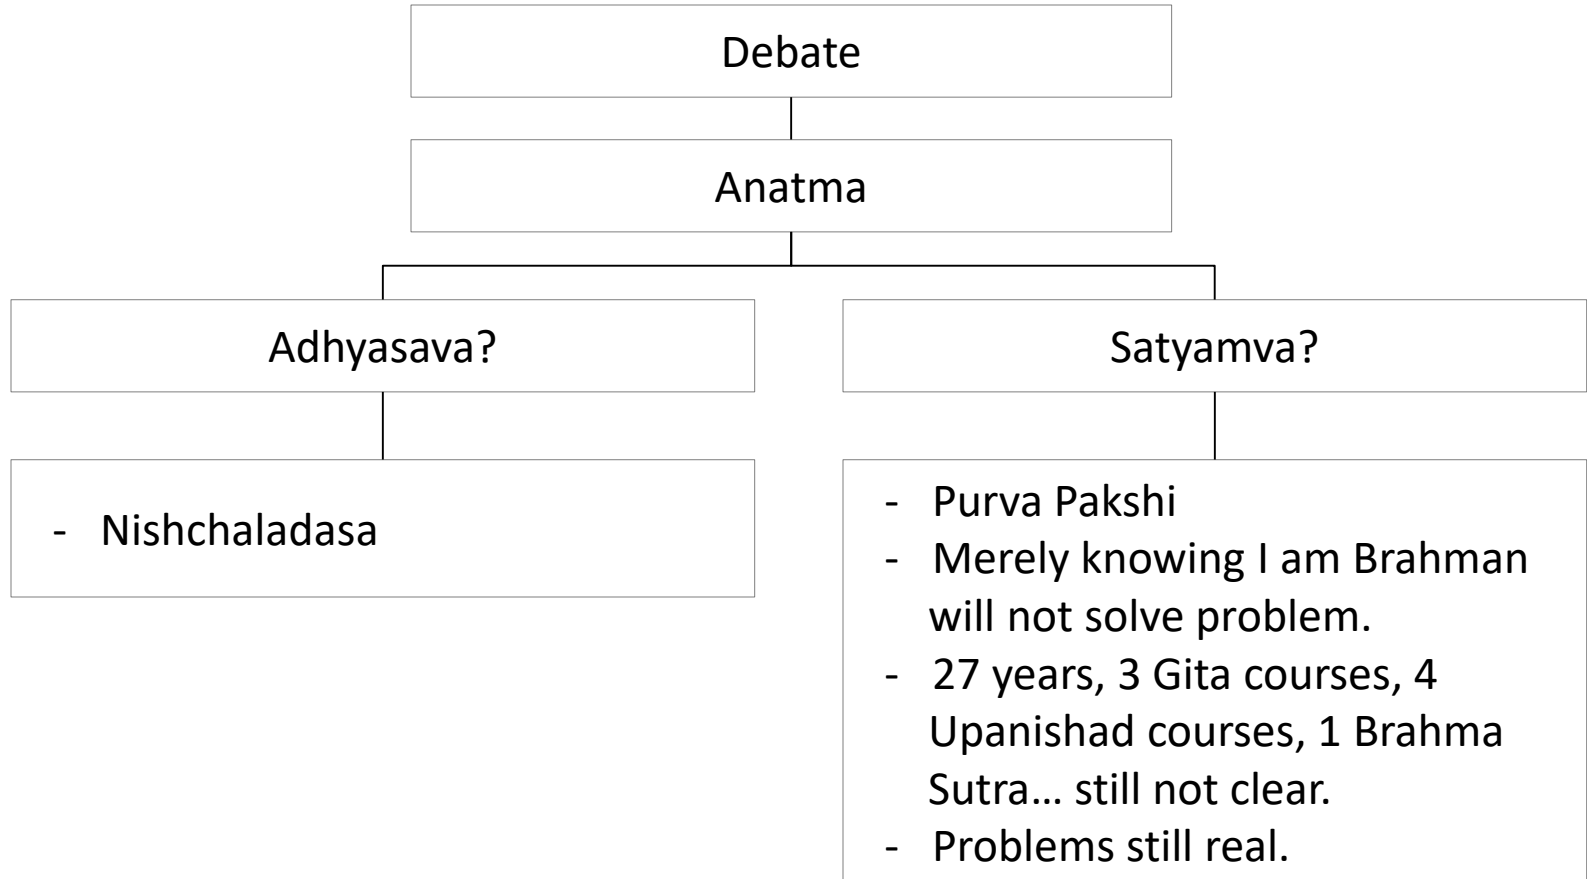 Debate
Anatma
Adhyasava?
Satyamva?
- Nishchaladasa
- Purva Pakshi
- Merely knowing I am Brahman
will not solve problem.
- 27 years, 3 Gita courses, 4
Upanishad courses, 1 Brahma
Sutra... still not clear.
- Problems still real.